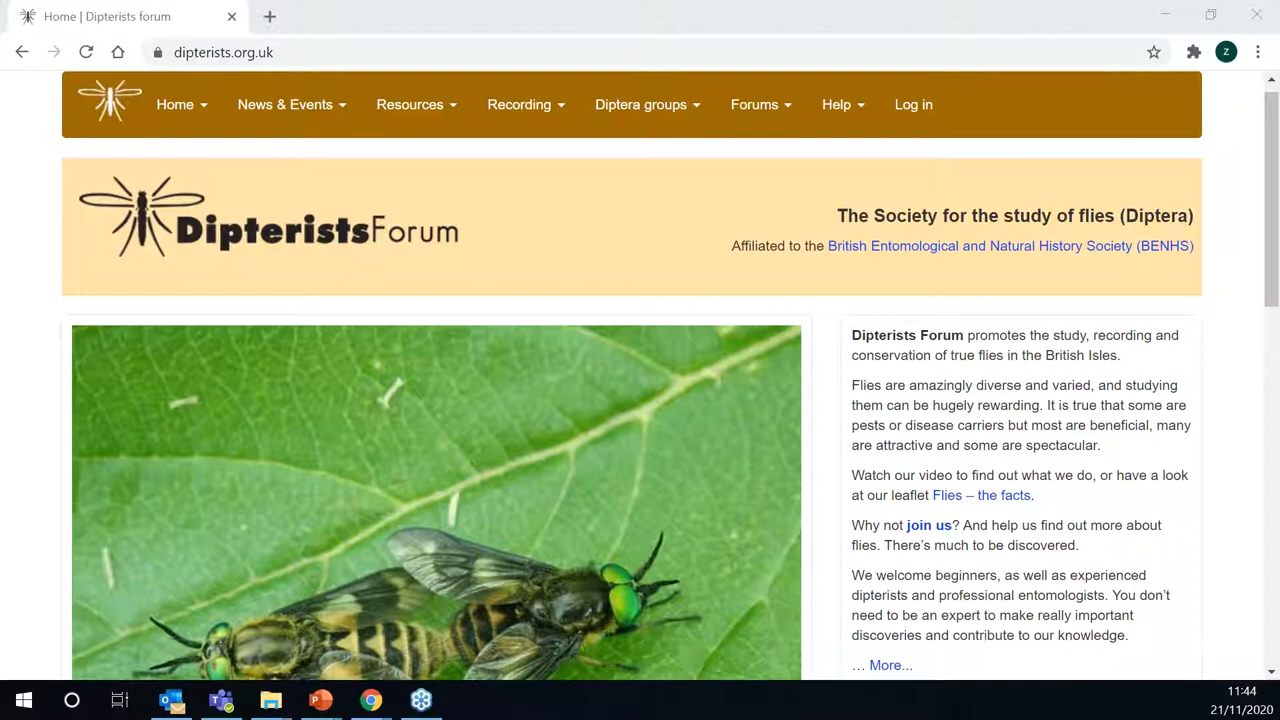 Home | Dipterists forum
dipterists.org.uk
Z
Home
News & Events
Resources
Recording
Diptera groups
Forums
Help
Log in
DipteristsForum
The Society for the study of flies (Diptera)
Affiliated to the British Entomological and Natural History Society (BENHS)
Dipterists Forum promotes the study, recording and
conservation of true flies in the British Isles.
Flies are amazingly diverse and varied, and studying
them can be hugely rewarding. It is true that some are
pests or disease carriers but most are beneficial, many
are attractive and some are spectacular.
Watch our video to find out what we do, or have a look
at our leaflet Flies – the facts.
Why not join us? And help us find out more about
flies. There's much to be discovered.
We welcome beginners, as well as experienced
dipterists and professional entomologists. You don't
need to be an expert to make really important
discoveries and contribute to our knowledge.
… More...
11:44
21/11/2020